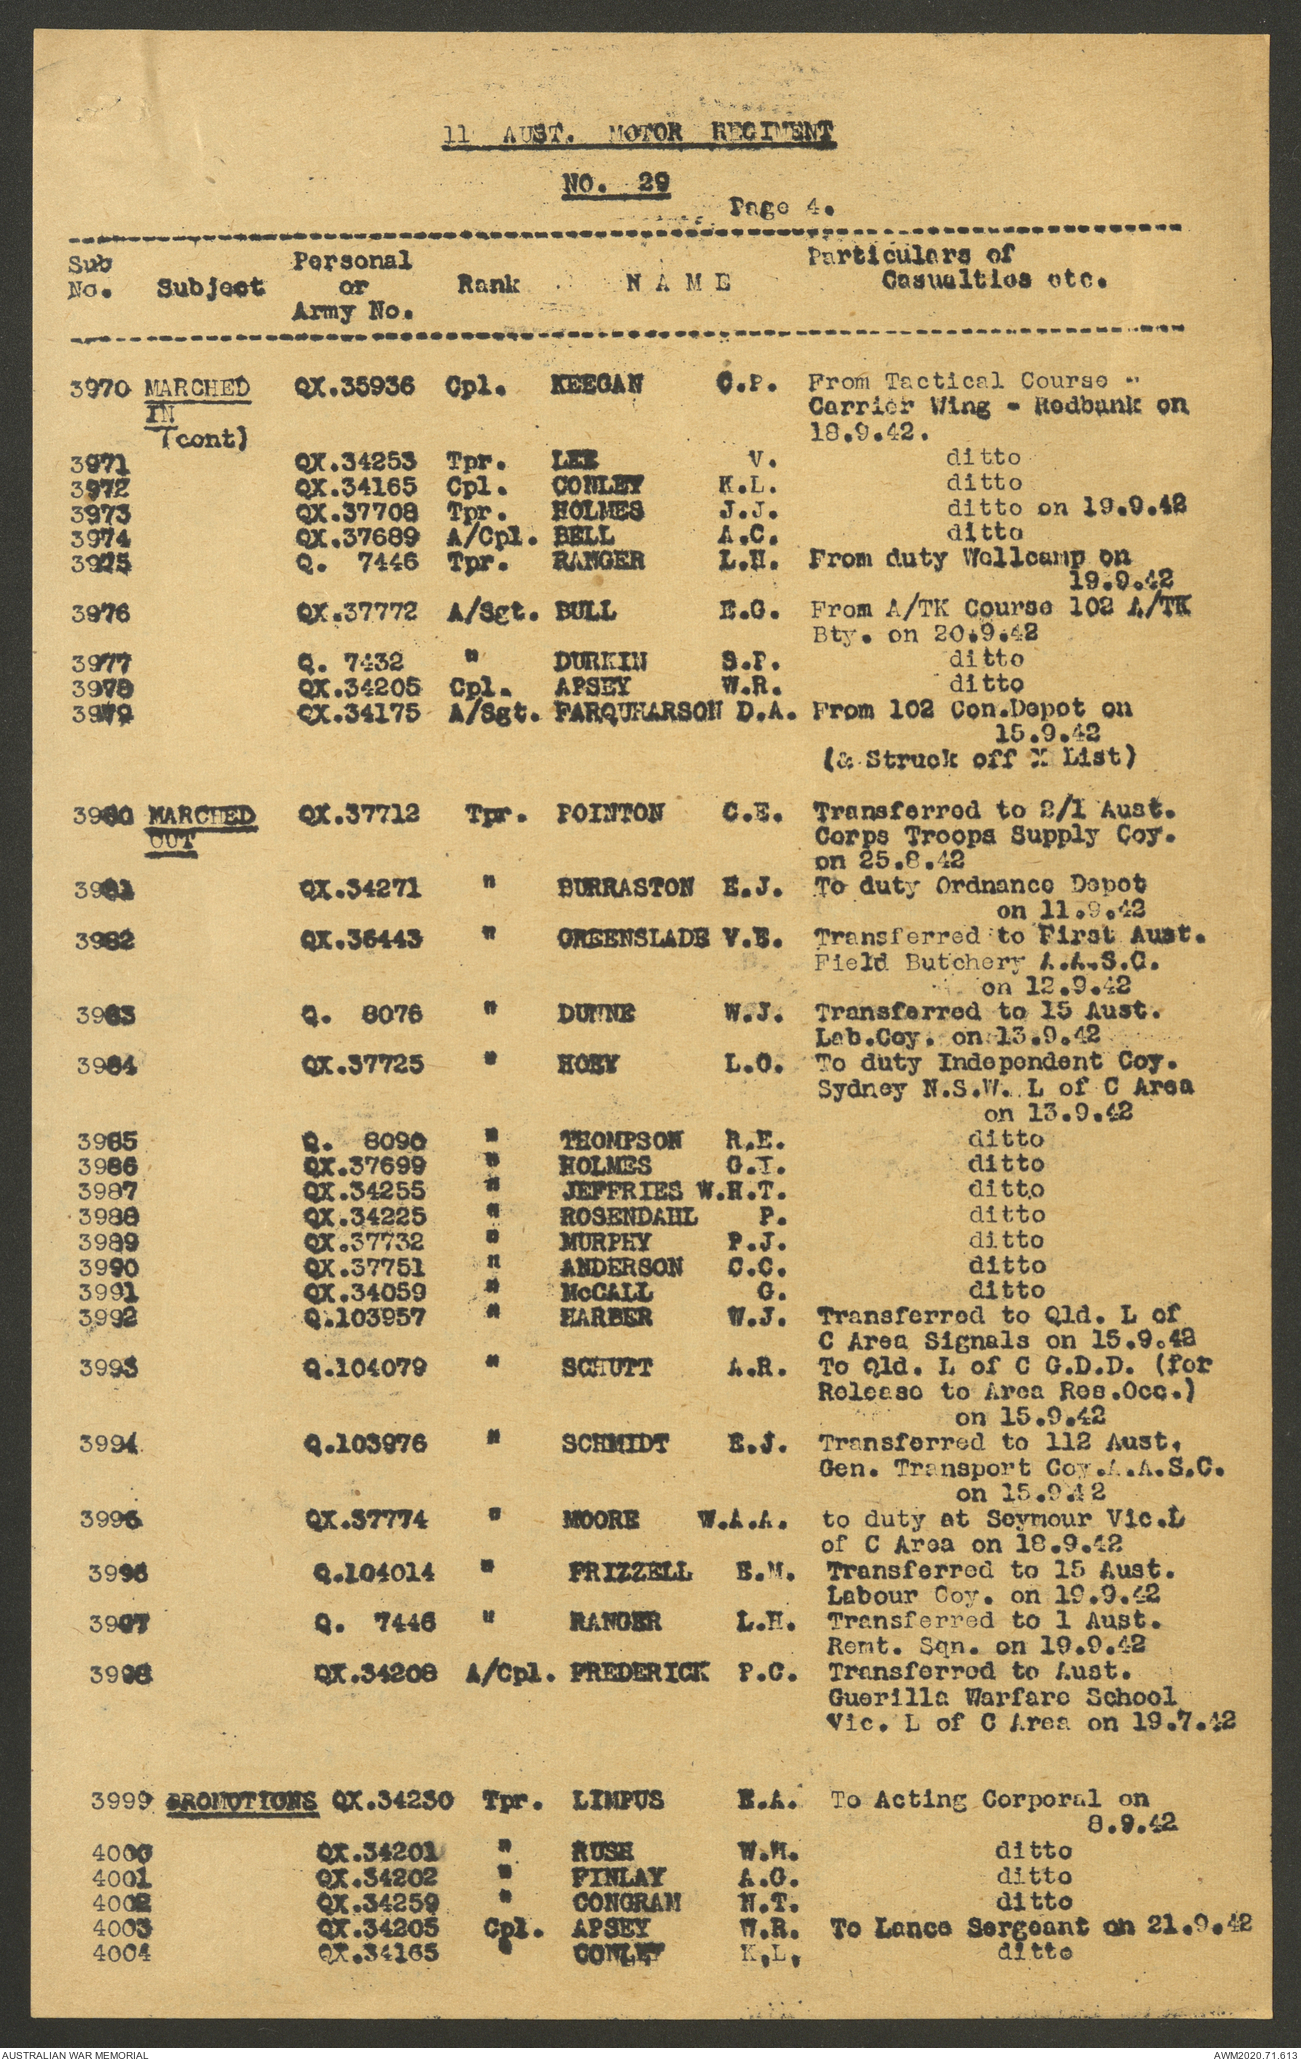 11 AUST. MOTOR REGIMENT
NO. 29
Page 4.
Sub No. Subject Personal or Army No. Rank N A M E Particulars of Casualties etc.
3970 MARCHED QX.35936 Cpl. KEEGAN C.P. From Tactical Course -
IN Carrier Wing - Redbank on
(cont) 18.9.42.
3971 QX.34253 Tpr. LEE V. ditto
3972 QX.34165 Cpl. CONLEY K.L. ditto
3973 QX.37708 Tpr. HOLMES J.J. ditto on 19.9.42
3974 QX.37689 A/Cpl. BELL A.C. ditto
3975 Q. 7446 Tpr. RANGER L.H. From duty Wellcamp on
19.9.42
3976 QX.37772 A/Sgt. BULL E.G. From A/TK Course 102 A/TK
Bty. on 20.9.42
3977 Q. 7432 " DURKIN S.P. ditto
3978 QX.34205 Cpl. APSEY W.R. ditto
3979 QX.34175 A/Sgt. FARQUHARSON D.A. From 102 Con.Depot on
15.9.42
(& Struck off X List)
3980 MARCHED QX.37712 Tpr. POINTON C.E. Transferred to 2/1 Aust.
OUT Corps Troops Supply Coy.
on 25.8.42
3981 QX.34271 " BURRASTON E.J. To duty Ordnance Depot
on 11.9.42
3982 QX.36443 " GREENSLADE V.E. Transferred to First Aust.
Field Butchery A.A.S.C.
on 12.9.42
3983 Q. 8076 " DUNNE W.J. Transferred to 15 Aust.
Lab.Coy. on 13.9.42
3984 QX.37725 " HOEY L.O. To duty Independent Coy.
Sydney N.S.W. L of C Area
on 13.9.42
3985 Q. 8090 " THOMPSON R.E. ditto
3986 QX.37699 " HOLMES G.I. ditto
3987 QX.34255 " JEFFRIES W.H.T. ditto
3988 QX.34225 " ROSENDAHL P. ditto
3989 QX.37732 " MURPHY P.J. ditto
3990 QX.37751 " ANDERSON C.C. ditto
3991 QX.34059 " McCALL G. ditto
3992 Q.103957 " HARBER W.J. Transferred to Qld. L of
C Area Signals on 15.9.42
3993 Q.104079 " SCHUTT A.R. To Qld. L of C G.D.D. (for
Release to Area Res.Occ.)
on 15.9.42
3994 Q.103976 " SCHMIDT E.J. Transferred to 112 Aust.
Gen. Transport Coy.A.A.S.C.
on 15.9.42
3995 QX.37774 " MOORE W.A.A. to duty at Seymour Vic.L
of C Area on 18.9.42
3996 Q.104014 " FRIZZELL E.M. Transferred to 15 Aust.
Labour Coy. on 19.9.42
3997 Q. 7446 " RANGER L.H. Transferred to 1 Aust.
Remt. Sqn. on 19.9.42
3998 QX.34208 A/Cpl. FREDERICK P.C. Transferred to Aust.
Guerilla Warfare School
Vic. L of C Area on 19.7.42
3999 PROMOTIONS QX.34230 Tpr. LIMPUS E.A. To Acting Corporal on
8.9.42
4000 QX.34201 " RUSH W.M. ditto
4001 QX.34202 " FINLAY A.G. ditto
4002 QX.34259 " CONGRAM N.T. ditto
4003 QX.34205 Cpl. APSEY W.R. To Lance Sergeant on 21.9.42
4004 QX.34165 " CONLEY K.L. ditto
AUSTRALIAN WAR MEMORIAL AWM2020.71.613